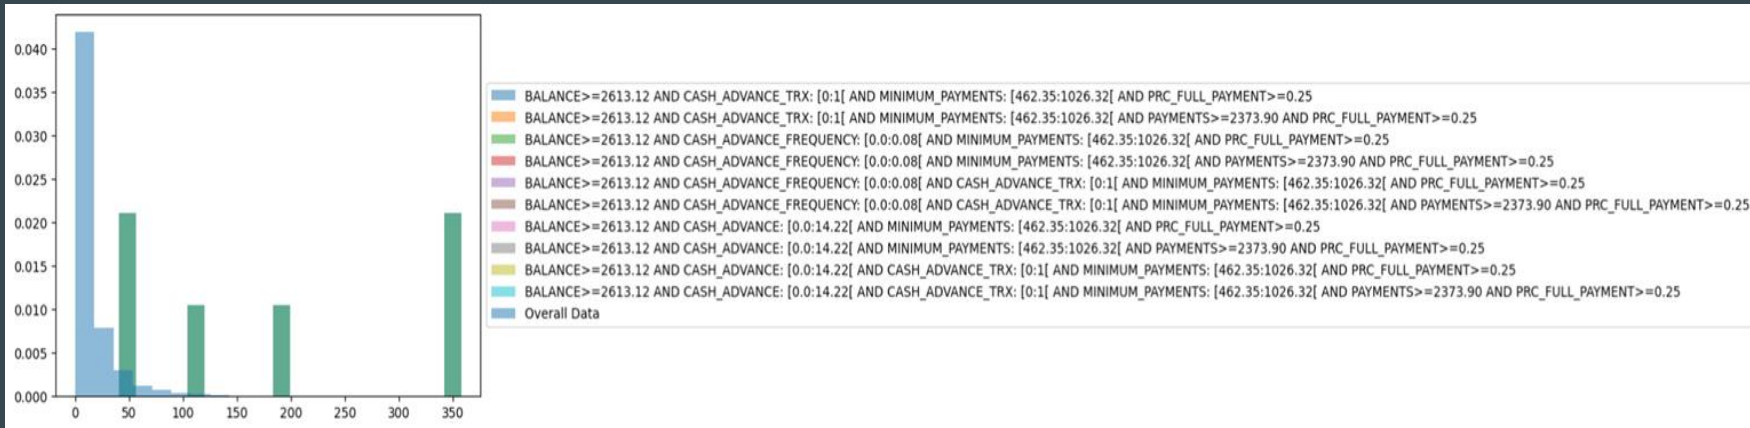 0.040
0.035
0.030
0.025
0.020
0.015
0.010
0.005
0.000
0 50 100 150 200 250 300 350
BALANCE>=2613.12 AND CASH_ADVANCE_TRX: [0:1[ AND MINIMUM_PAYMENTS: [462.35:1026.32[ AND PRC_FULL_PAYMENT>=0.25
BALANCE>=2613.12 AND CASH_ADVANCE_TRX: [0:1[ AND MINIMUM_PAYMENTS: [462.35:1026.32[ AND PAYMENTS>=2373.90 AND PRC_FULL_PAYMENT>=0.25
BALANCE>=2613.12 AND CASH_ADVANCE_FREQUENCY: [0.0:0.08[ AND MINIMUM_PAYMENTS: [462.35:1026.32[ AND PRC_FULL_PAYMENT>=0.25
BALANCE>=2613.12 AND CASH_ADVANCE_FREQUENCY: [0.0:0.08[ AND MINIMUM_PAYMENTS: [462.35:1026.32[ AND PAYMENTS>=2373.90 AND PRC_FULL_PAYMENT>=0.25
BALANCE>=2613.12 AND CASH_ADVANCE_FREQUENCY: [0.0:0.08[ AND CASH_ADVANCE_TRX: [0:1[ AND MINIMUM_PAYMENTS: [462.35:1026.32[ AND PRC_FULL_PAYMENT>=0.25
BALANCE>=2613.12 AND CASH_ADVANCE_FREQUENCY: [0.0:0.08[ AND CASH_ADVANCE_TRX: [0:1[ AND MINIMUM_PAYMENTS: [462.35:1026.32[ AND PAYMENTS>=2373.90 AND PRC_FULL_PAYMENT>=0.25
BALANCE>=2613.12 AND CASH_ADVANCE: [0.0:14.22[ AND MINIMUM_PAYMENTS: [462.35:1026.32[ AND PRC_FULL_PAYMENT>=0.25
BALANCE>=2613.12 AND CASH_ADVANCE: [0.0:14.22[ AND MINIMUM_PAYMENTS: [462.35:1026.32[ AND PAYMENTS>=2373.90 AND PRC_FULL_PAYMENT>=0.25
BALANCE>=2613.12 AND CASH_ADVANCE: [0.0:14.22[ AND CASH_ADVANCE_TRX: [0:1[ AND MINIMUM_PAYMENTS: [462.35:1026.32[ AND PRC_FULL_PAYMENT>=0.25
BALANCE>=2613.12 AND CASH_ADVANCE: [0.0:14.22[ AND CASH_ADVANCE_TRX: [0:1[ AND MINIMUM_PAYMENTS: [462.35:1026.32[ AND PAYMENTS>=2373.90 AND PRC_FULL_PAYMENT>=0.25
Overall Data